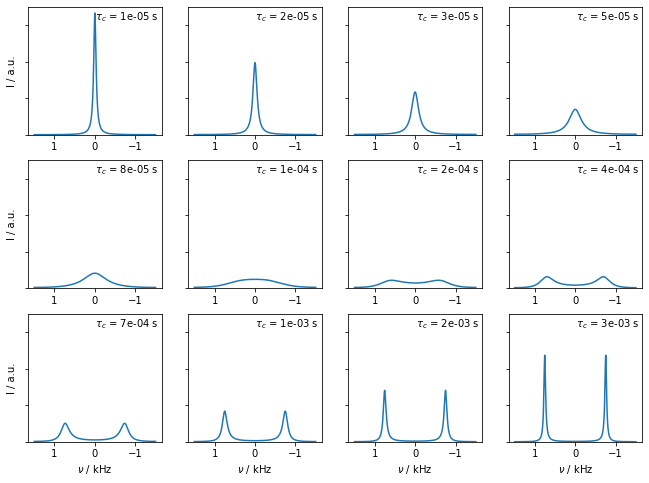 I / a.u.
τc = 1e-05 s
τc = 2e-05 s
τc = 3e-05 s
τc = 5e-05 s
1 0 −1
1 0 −1
1 0 −1
1 0 −1
I / a.u.
τc = 8e-05 s
τc = 1e-04 s
τc = 2e-04 s
τc = 4e-04 s
1 0 −1
1 0 −1
1 0 −1
1 0 −1
I / a.u.
τc = 7e-04 s
τc = 1e-03 s
τc = 2e-03 s
τc = 3e-03 s
1 0 −1
1 0 −1
1 0 −1
1 0 −1
ν / kHz
ν / kHz
ν / kHz
ν / kHz